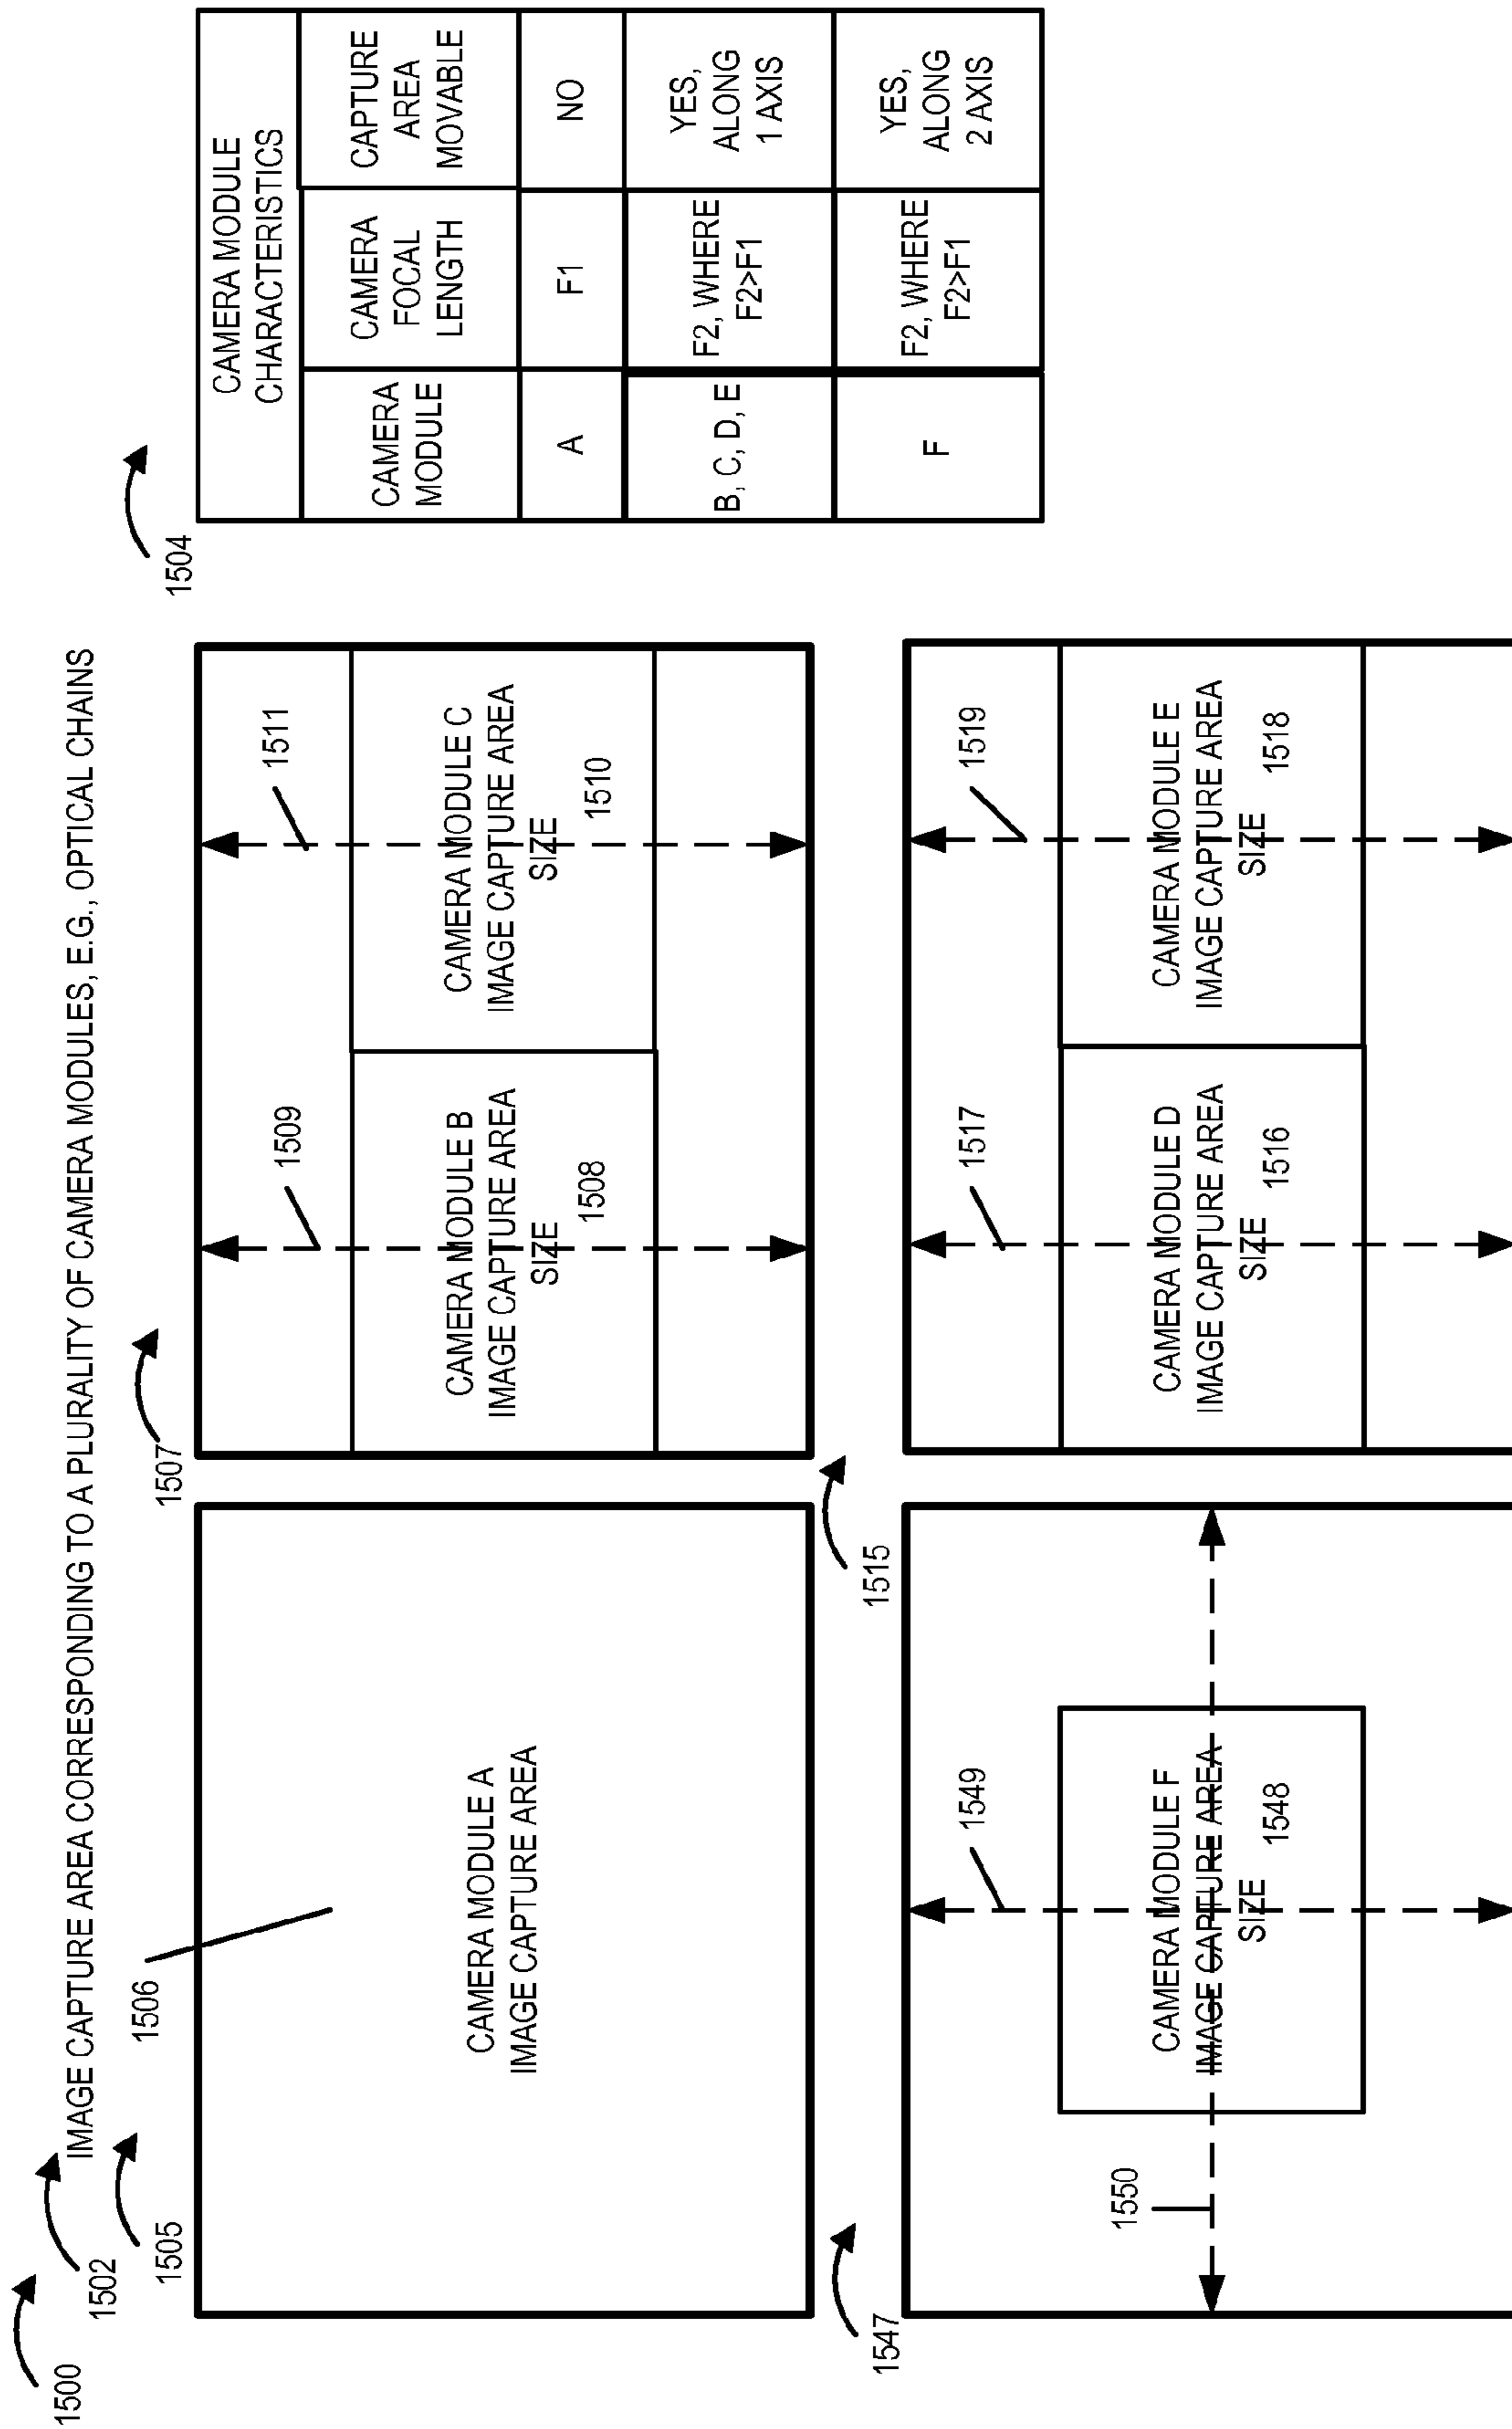 1500
1502
IMAGE CAPTURE AREA CORRESPONDING TO A PLURALITY OF CAMERA MODULES, E.G., OPTICAL CHAINS
1505
1506
CAMERA MODULE A
IMAGE CAPTURE AREA
1507
1509
1511
CAMERA MODULE B
IMAGE CAPTURE AREA
SIZE
1508
CAMERA MODULE C
IMAGE CAPTURE AREA
SIZE
1510
1504
CAMERA MODULE
CHARACTERISTICS
CAMERA
MODULE
CAMERA
FOCAL
LENGTH
CAPTURE
AREA
MOVABLE
A
F1
NO
B, C, D, E
F2, WHERE
F2>F1
YES,
ALONG
1 AXIS
F
F2, WHERE
F2>F1
YES,
ALONG
2 AXIS
1547
1549
1550
CAMERA MODULE F
IMAGE CAPTURE AREA
SIZE
1548
1515
1517
1519
CAMERA MODULE D
IMAGE CAPTURE AREA
SIZE
1516
CAMERA MODULE E
IMAGE CAPTURE AREA
SIZE
1518